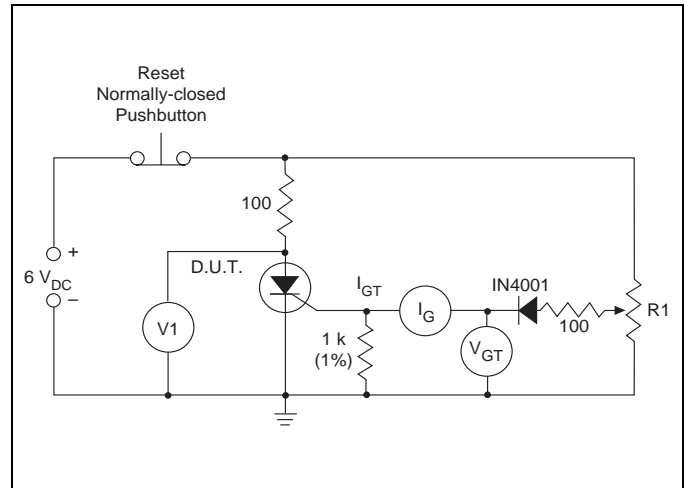 Reset
Normally-closed
Pushbutton
100
+
6 VDC
–
D.U.T.
V1
IGT
IG
1 k
(1%)
IN4001
100
VGT
R1